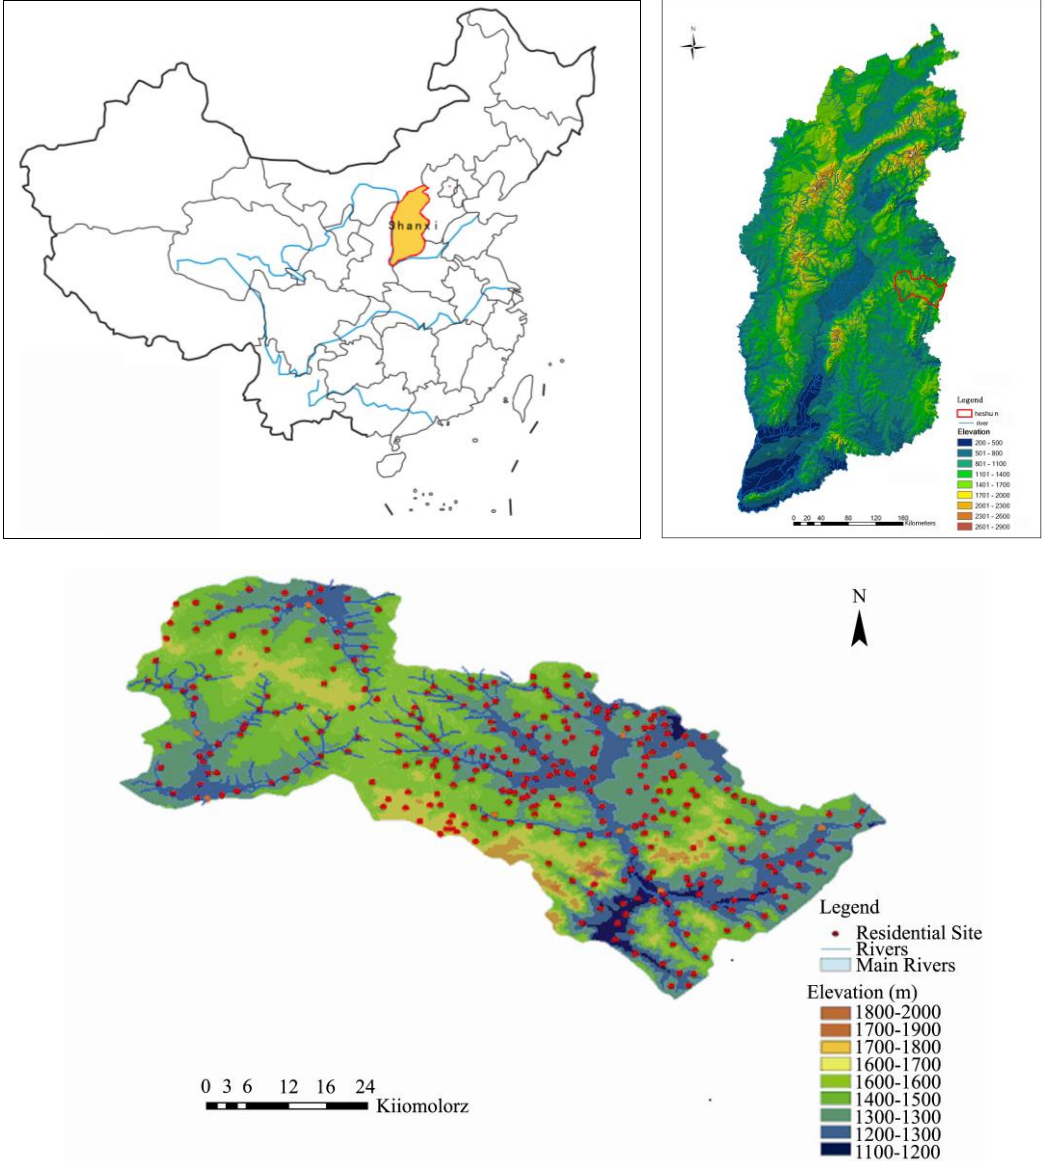 Shanxi
N
Legend
heshun
river
Elevation
200 - 500
501 - 800
801 - 1100
1101 - 1400
1401 - 1700
1701 - 2000
2001 - 2300
2301 - 2600
2601 - 2900
0 20 40 80 120 160
Kilometers
N
Legend
Residential Site
Rivers
Main Rivers
Elevation (m)
1800-2000
1700-1900
1700-1800
1600-1700
1600-1600
1400-1500
1300-1300
1200-1300
1100-1200
0 3 6 12 16 24
Kiiomolorz